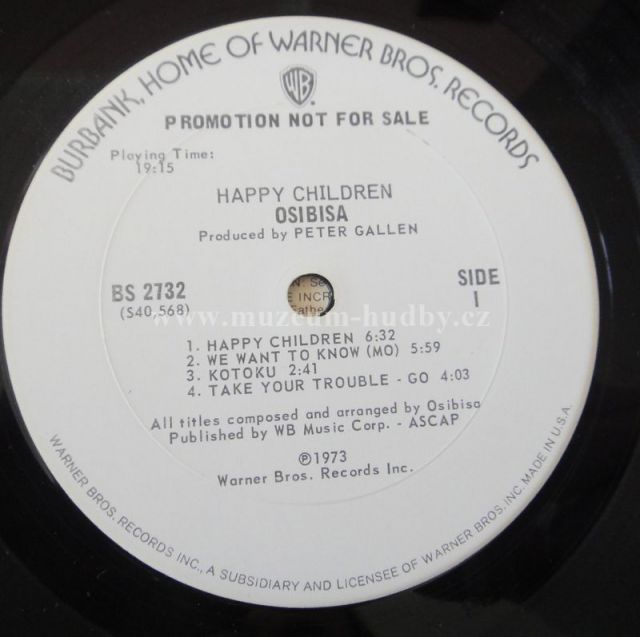 BURBANK, HOME OF WARNER BROS. RECORDS
WB
PROMOTION NOT FOR SALE
Playing Time:
19:15
HAPPY CHILDREN
OSIBISA
Produced by PETER GALLEN
BS 2732
(S40,568)
SIDE
1
INCR
www.muzeum-hudby.cz
1. HAPPY CHILDREN 6:32
2. WE WANT TO KNOW (MO) 5:59
3. KOTOKU 2:41
4. TAKE YOUR TROUBLE - GO 4:03
All titles composed and arranged by Osibisa
Published by WB Music Corp. - ASCAP
℗1973
Warner Bros. Records Inc.
WARNER BROS. RECORDS INC., A SUBSIDIARY AND LICENSEE OF WARNER BROS. INC. MADE IN U.S.A.